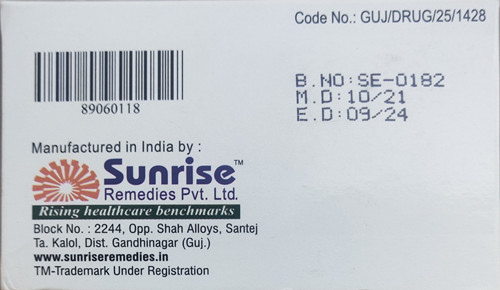 Code No.: GUJ/DRUG/25/1428
B.NO:SE-0182
M.D:10/21
E.D:09/24
89060118
Manufactured in India by :
Sunrise™
Remedies Pvt. Ltd.
Rising healthcare benchmarks
Block No. : 2244, Opp. Shah Alloys, Santej
Ta. Kalol, Dist. Gandhinagar (Guj.)
www.sunriseremedies.in
TM-Trademark Under Registration